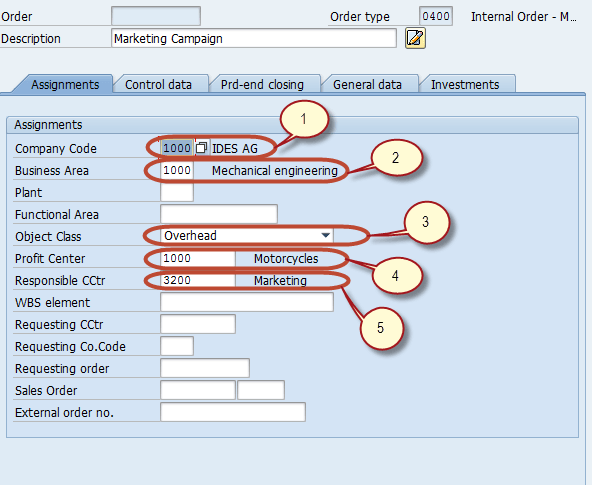 Order Order type 0400 Internal Order - M...
Description Marketing Campaign
Assignments Control data Prd-end closing General data Investments
1
Assignments
Company Code 1000 IDES AG
2
Business Area 1000 Mechanical engineering
Plant
3
Functional Area
Object Class Overhead
Profit Center 1000 Motorcycles
4
Responsible CCtr 3200 Marketing
WBS element
5
Requesting CCtr
Requesting Co.Code
Requesting order
Sales Order
External order no.